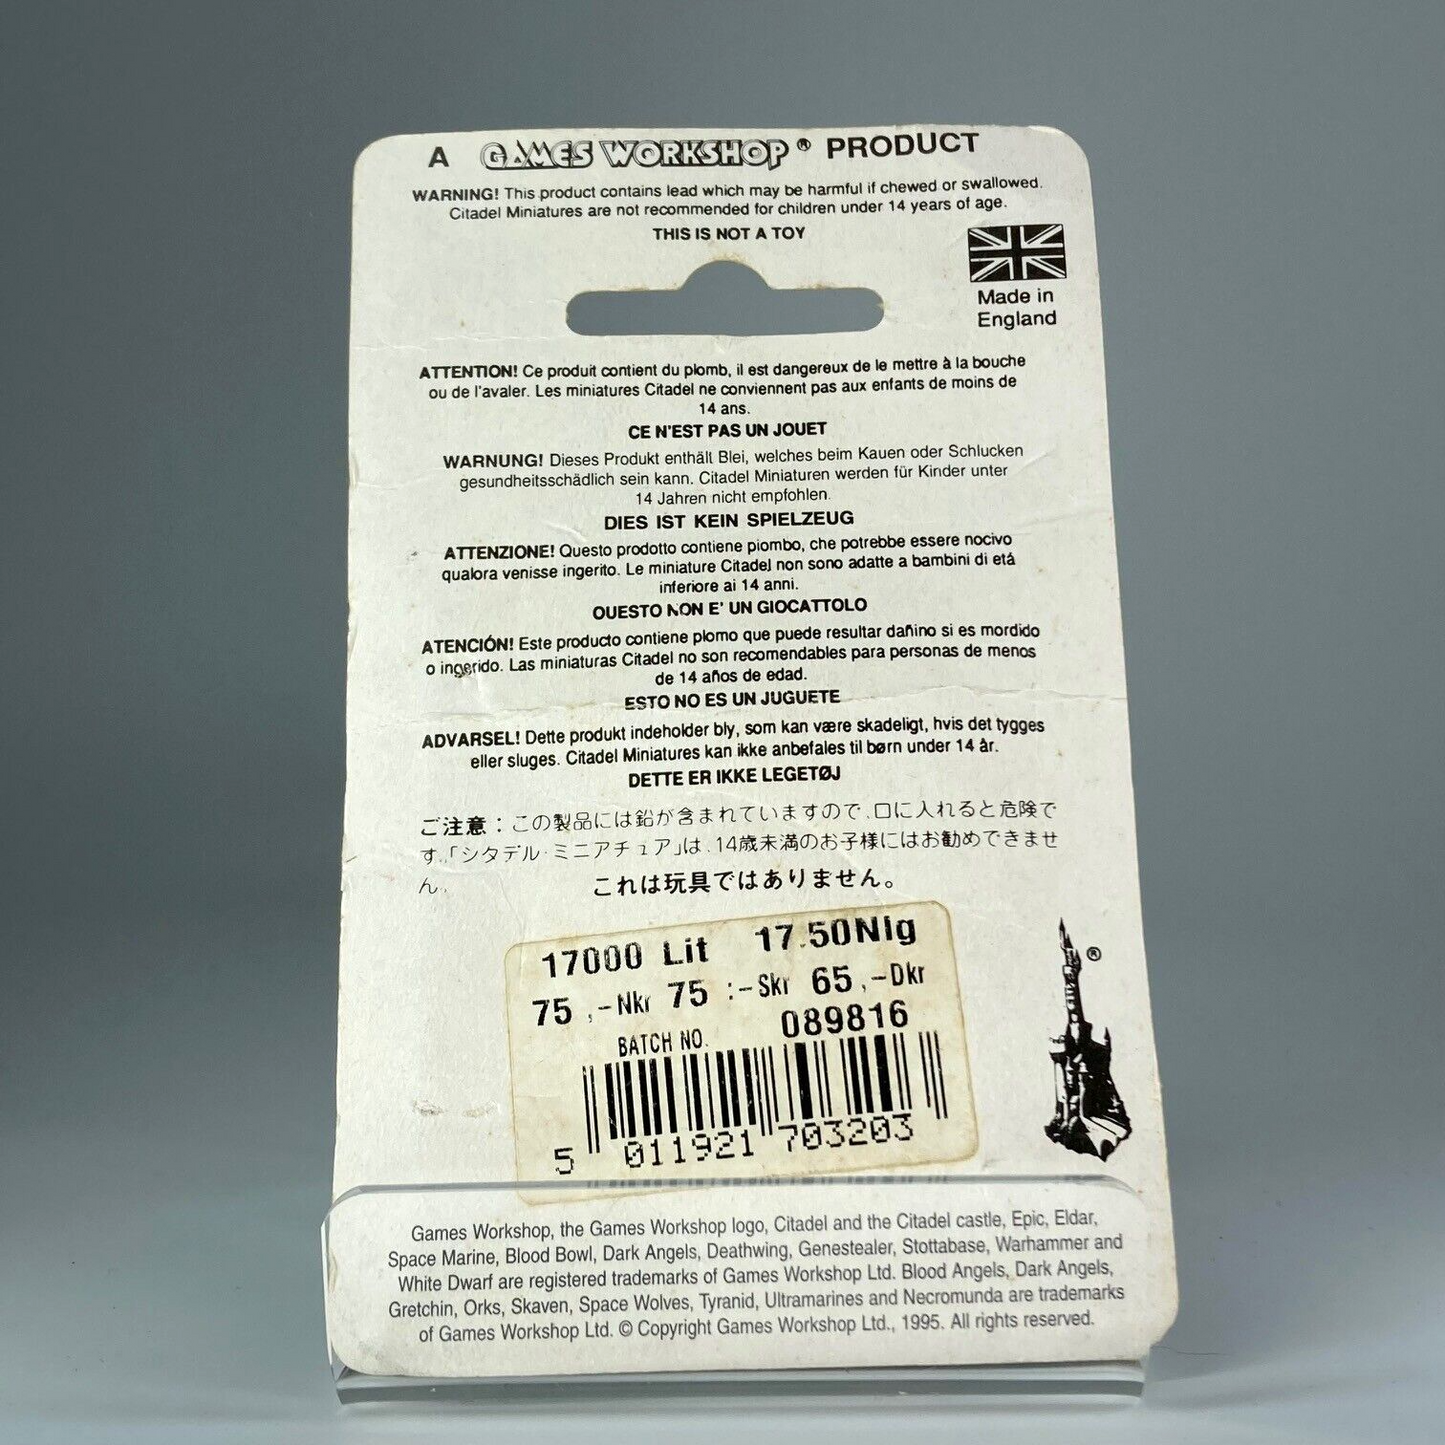 A GAMES WORKSHOP® PRODUCT
WARNING! This product contains lead which may be harmful if chewed or swallowed.
Citadel Miniatures are not recommended for children under 14 years of age.
THIS IS NOT A TOY
Made in
England
ATTENTION! Ce produit contient du plomb, il est dangereux de le mettre à la bouche
ou de l'avaler. Les miniatures Citadel ne conviennent pas aux enfants de moins de
14 ans.
CE N'EST PAS UN JOUET
WARNUNG! Dieses Produkt enthält Blei, welches beim Kauen oder Schlucken
gesundheitsschädlich sein kann. Citadel Miniaturen werden für Kinder unter
14 Jahren nicht empfohlen.
DIES IST KEIN SPIELZEUG
ATTENZIONE! Questo prodotto contiene piombo, che potrebbe essere nocivo
qualora venisse ingerito. Le miniature Citadel non sono adatte a bambini di etá
inferiore ai 14 anni.
QUESTO NON E' UN GIOCATTOLO
ATENCIÓN! Este producto contiene plomo que puede resultar dañino si es mordido
o ingerido. Las miniaturas Citadel no son recomendables para personas de menos
de 14 años de edad.
ESTO NO ES UN JUGUETE
ADVARSEL! Dette produkt indeholder bly, som kan være skadeligt, hvis det tygges
eller sluges. Citadel Miniatures kan ikke anbefales til børn under 14 år.
DETTE ER IKKE LEGETØJ
ご注意：この製品には鉛が含まれていますので、口に入れると危険で
す。「シタデル・ミニアチュア」は、14歳未満のお子様にはお勧めできませ
ん。
これは玩具ではありません。
17000 Lit 17.50Nlg
75,-Nkr 75:-Skr 65,-Dkr
BATCH NO. 089816
5 011921 703203
®
Games Workshop, the Games Workshop logo, Citadel and the Citadel castle, Epic, Eldar,
Space Marine, Blood Bowl, Dark Angels, Deathwing, Genestealer, Stottabase, Warhammer and
White Dwarf are registered trademarks of Games Workshop Ltd. Blood Angels, Dark Angels,
Gretchin, Orks, Skaven, Space Wolves, Tyranid, Ultramarines and Necromunda are trademarks
of Games Workshop Ltd. © Copyright Games Workshop Ltd., 1995. All rights reserved.